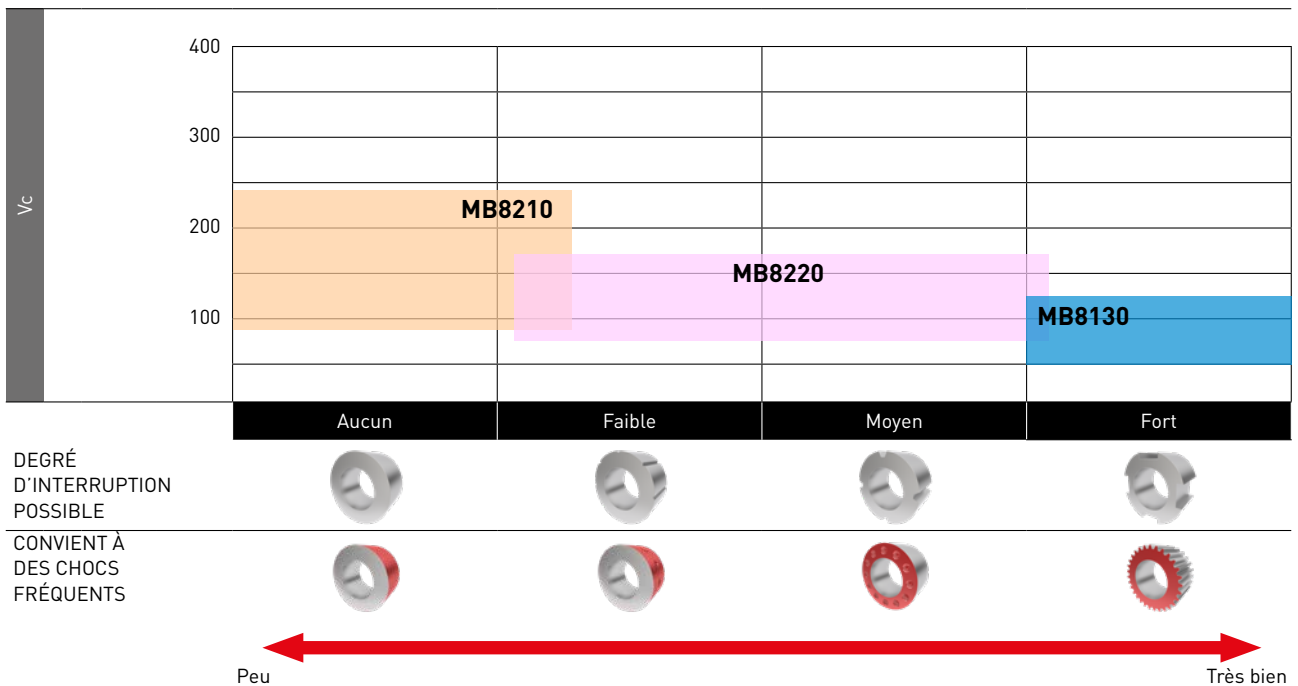 Vc
400
300
200
100
MB8210
MB8220
MB8130
Aucun
Faible
Moyen
Fort
DEGRÉ
D'INTERRUPTION
POSSIBLE
CONVIENT À
DES CHOCS
FRÉQUENTS
Peu
Très bien